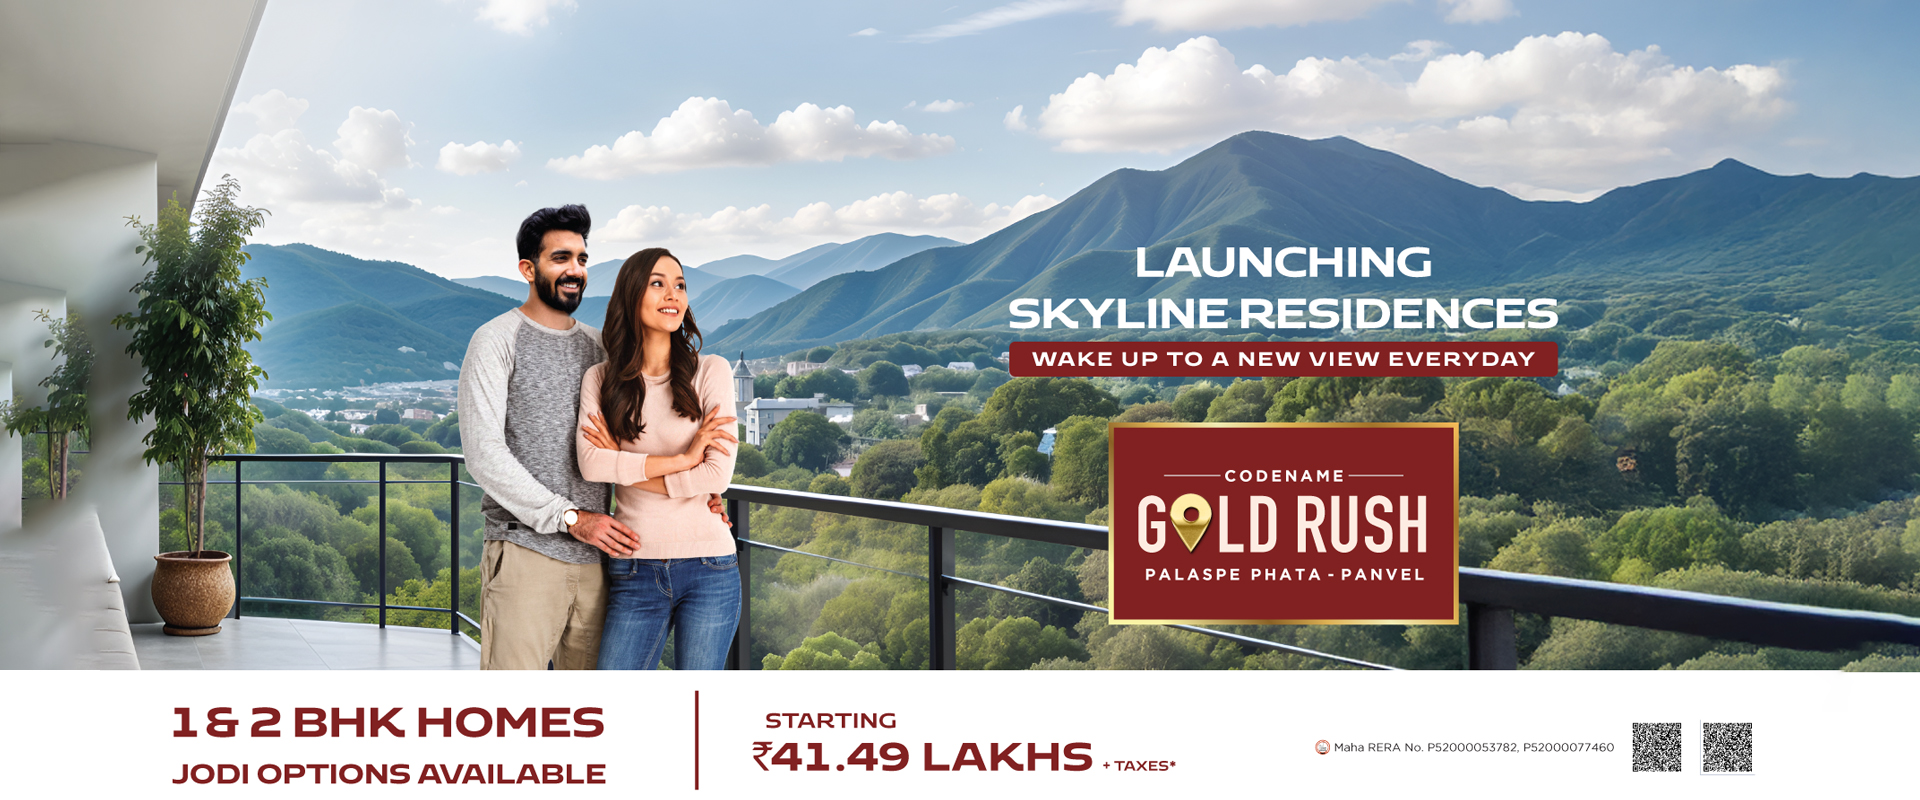 LAUNCHING
SKYLINE RESIDENCES
WAKE UP TO A NEW VIEW EVERYDAY
CODENAME
GOLD RUSH
PALASPE PHATA - PANVEL
1 & 2 BHK HOMES
JODI OPTIONS AVAILABLE
STARTING
₹41.49 LAKHS + TAXES*
Maha RERA No. P52000053782, P52000077460